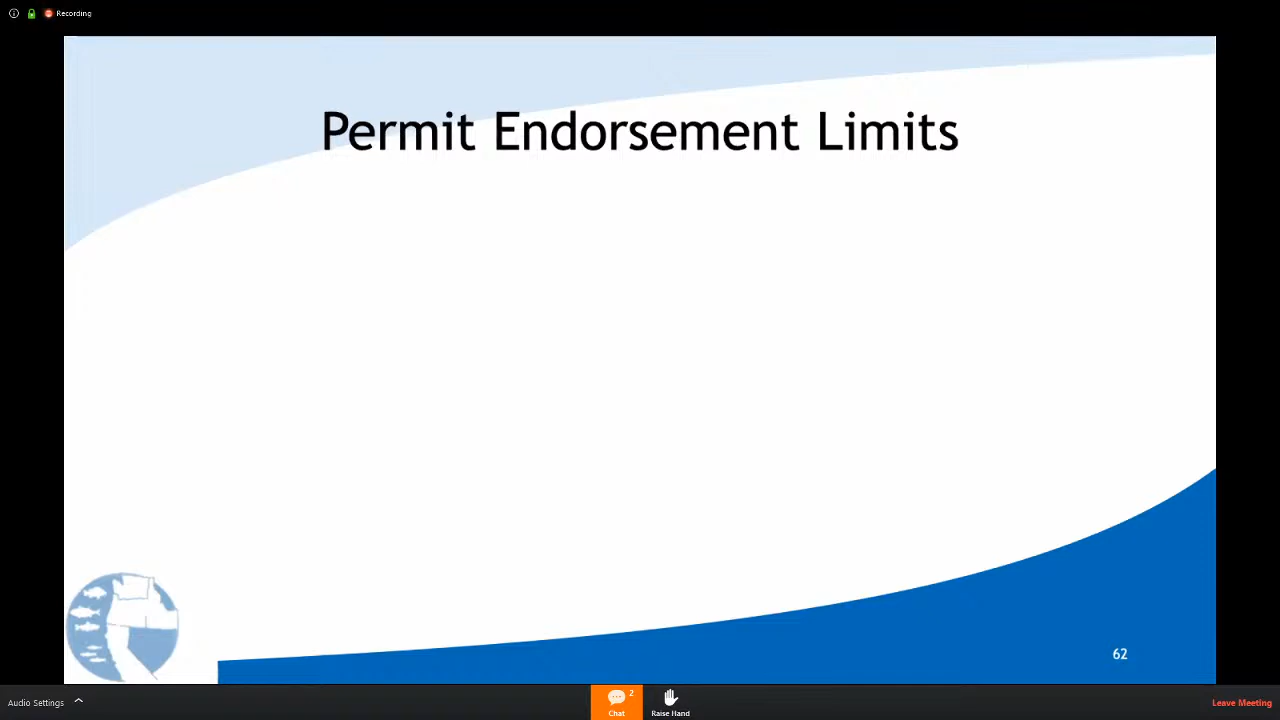 Recording
Permit Endorsement Limits
62
Audio Settings
2
Chat
Raise Hand
Leave Meeting